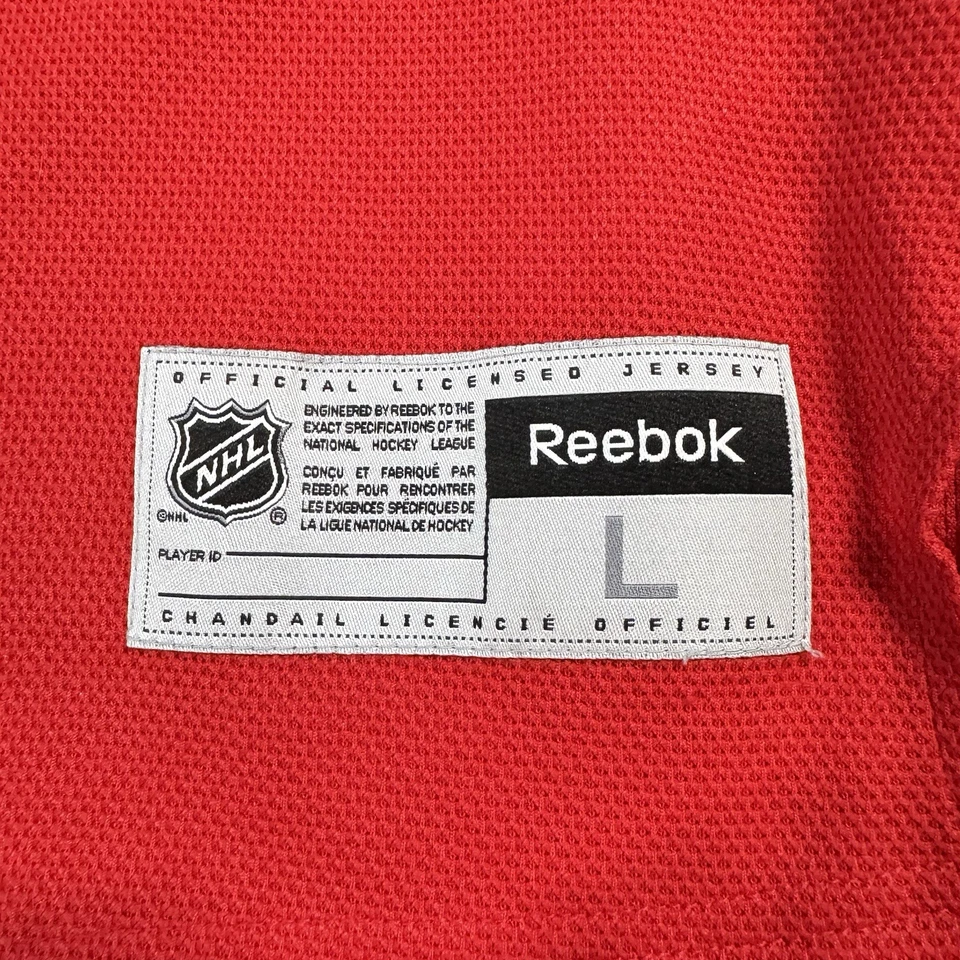 OFFICIAL LICENSED JERSEY
NHL
©NHL ®
ENGINEERED BY REEBOK TO THE
EXACT SPECIFICATIONS OF THE
NATIONAL HOCKEY LEAGUE
CONÇU ET FABRIQUÉ PAR
REEBOK POUR RENCONTRER
LES EXIGENCES SPÉCIFIQUES DE
LA LIGUE NATIONAL DE HOCKEY
PLAYER ID
Reebok
L
CHANDAIL LICENCIÉ OFFICIEL